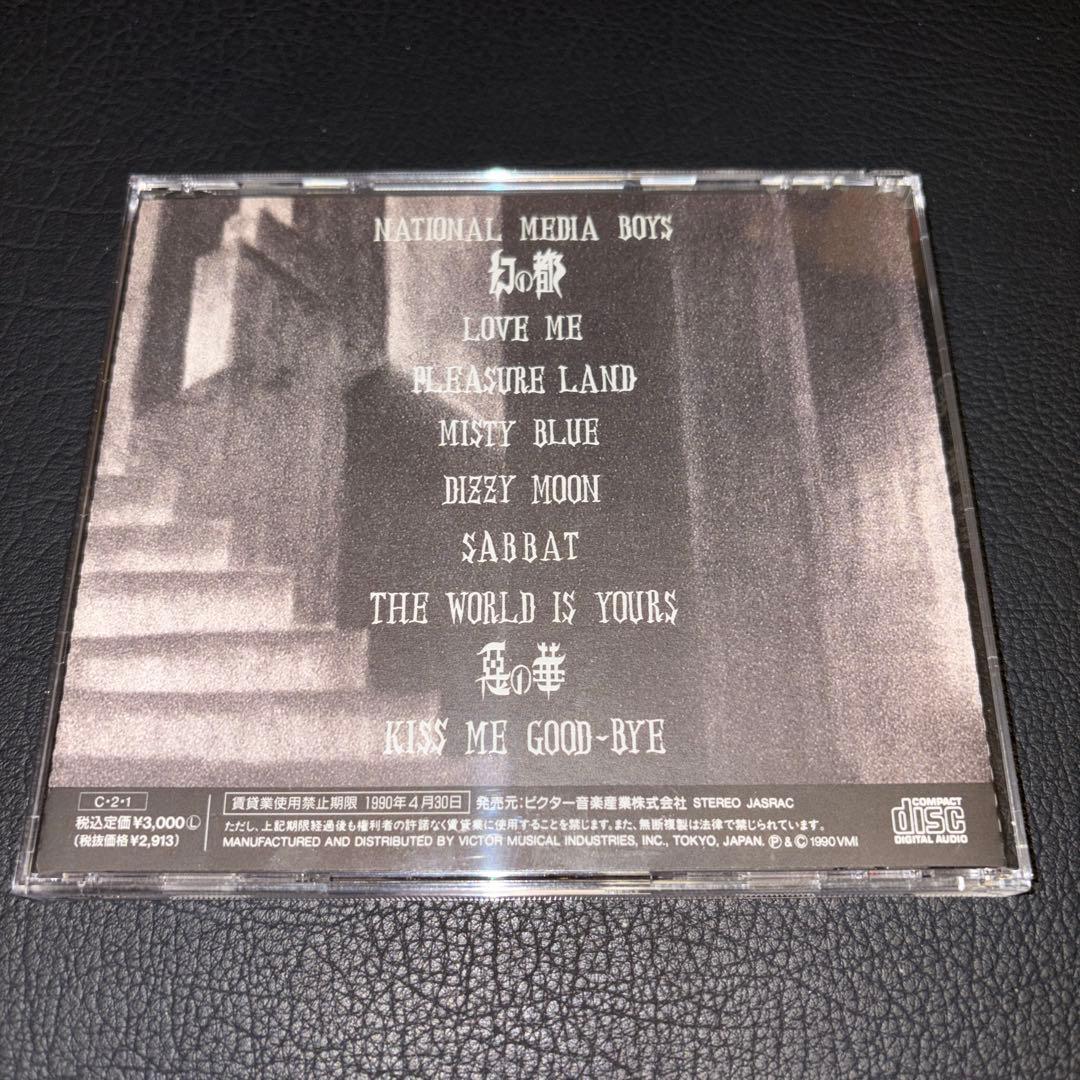 NATIONAL MEDIA BOYS
幻の都
LOVE ME
PLEASURE LAND
MISTY BLUE
DIZZY MOON
SABBAT
THE WORLD IS YOURS
惡の華
KISS ME GOOD-BYE
C・2・1
税込定価¥3,000Ⓛ
(税抜価格¥2,913)
賃貸業使用禁止期限 1990年4月30日 発売元:ビクター音楽産業株式会社 STEREO JASRAC
ただし、上記期限経過後も権利者の許諾なく賃貸業に使用することを禁じます。また、無断複製は法律で禁じられています。
MANUFACTURED AND DISTRIBUTED BY VICTOR MUSICAL INDUSTRIES, INC., TOKYO, JAPAN. Ⓟ & Ⓒ 1990 VMI
COMPACT
disc
DIGITAL AUDIO